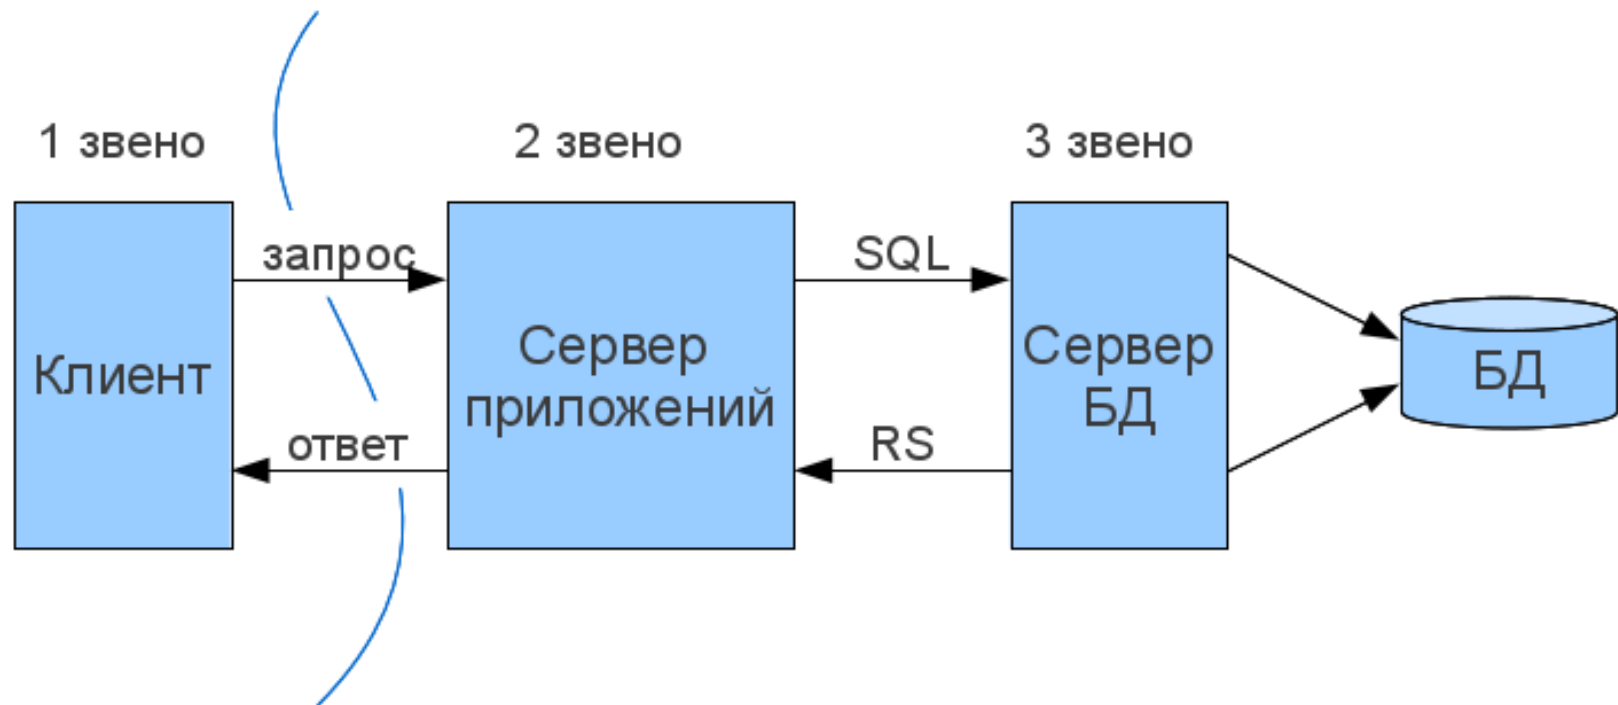 1 звено
2 звено
3 звено
запрос
SQL
Клиент
Сервер
приложений
Сервер
БД
БД
ответ
RS